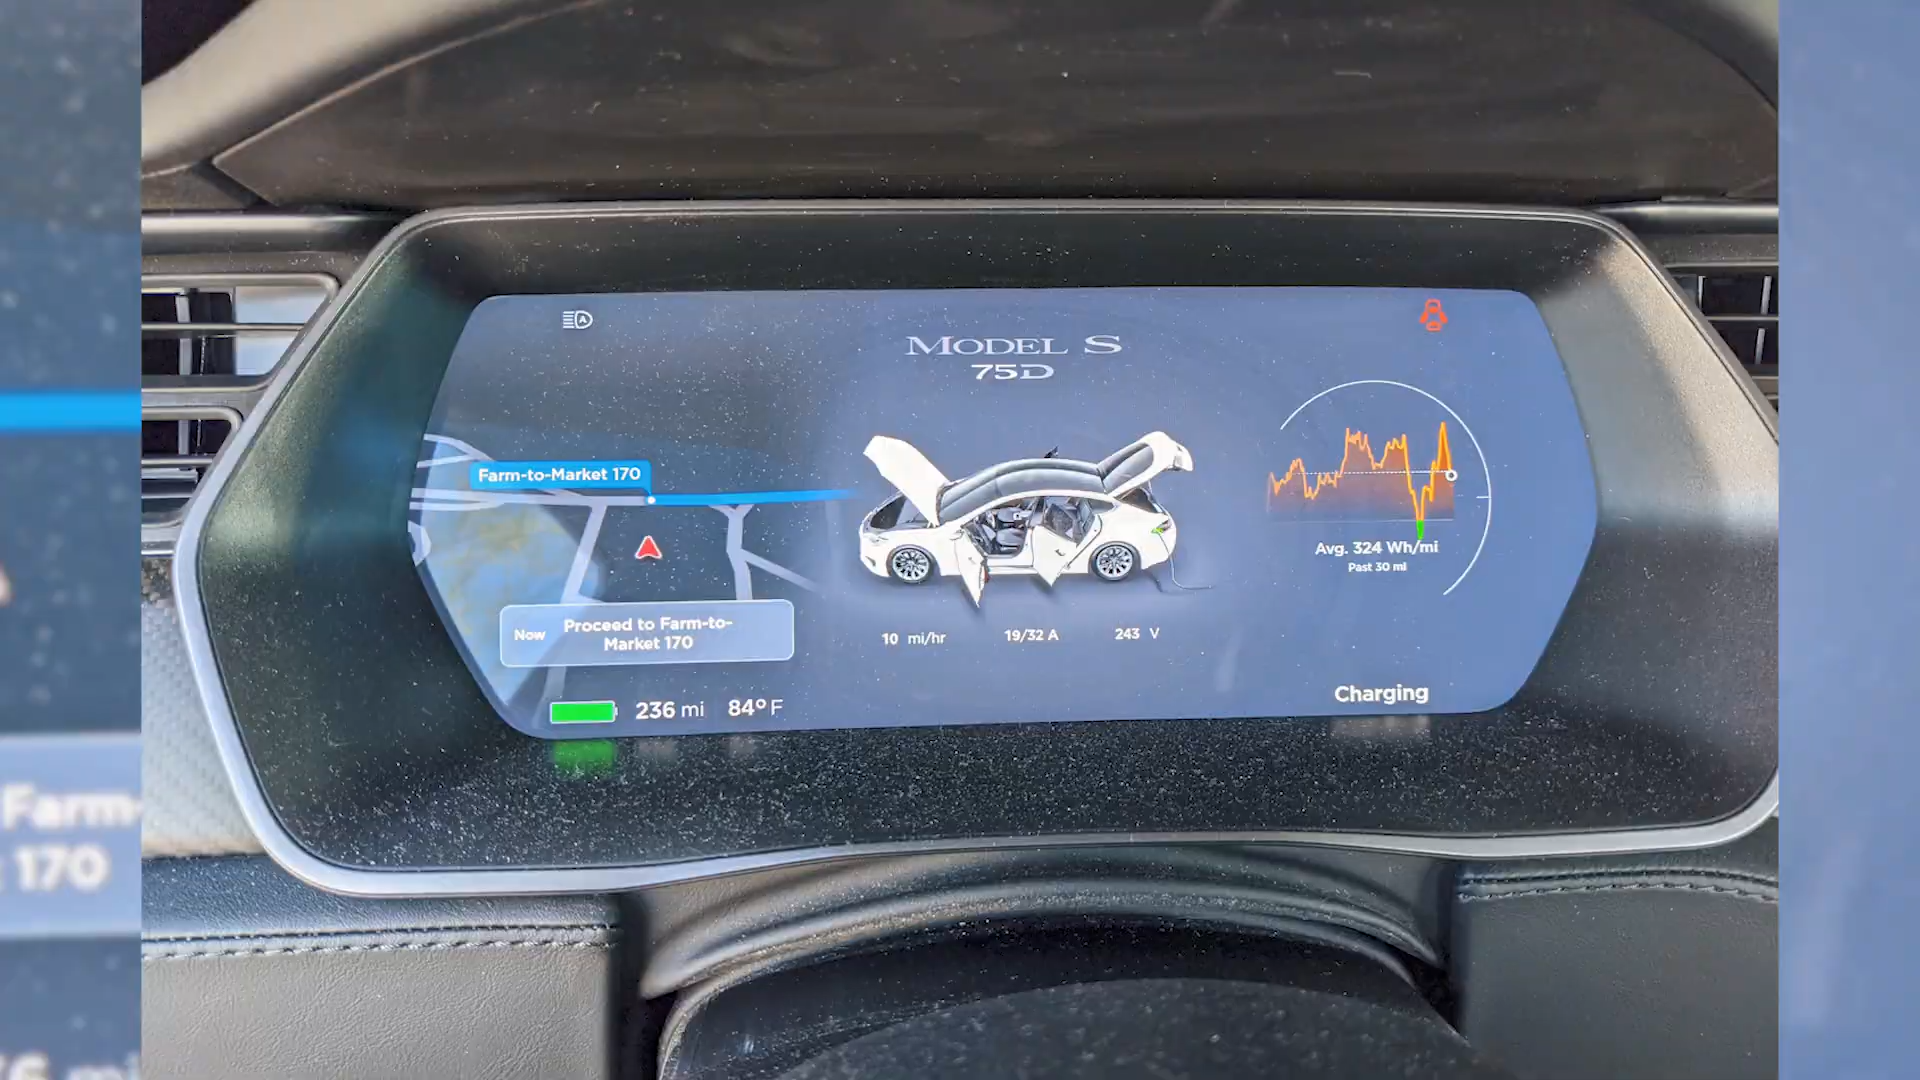 A
MODEL S
75D
Farm-to-Market 170
Now
Proceed to Farm-to-
Market 170
10 mi/hr
19/32 A
243 V
Avg. 324 Wh/mi
Past 30 mi
236 mi
84° F
Charging
Farm-
170
mi